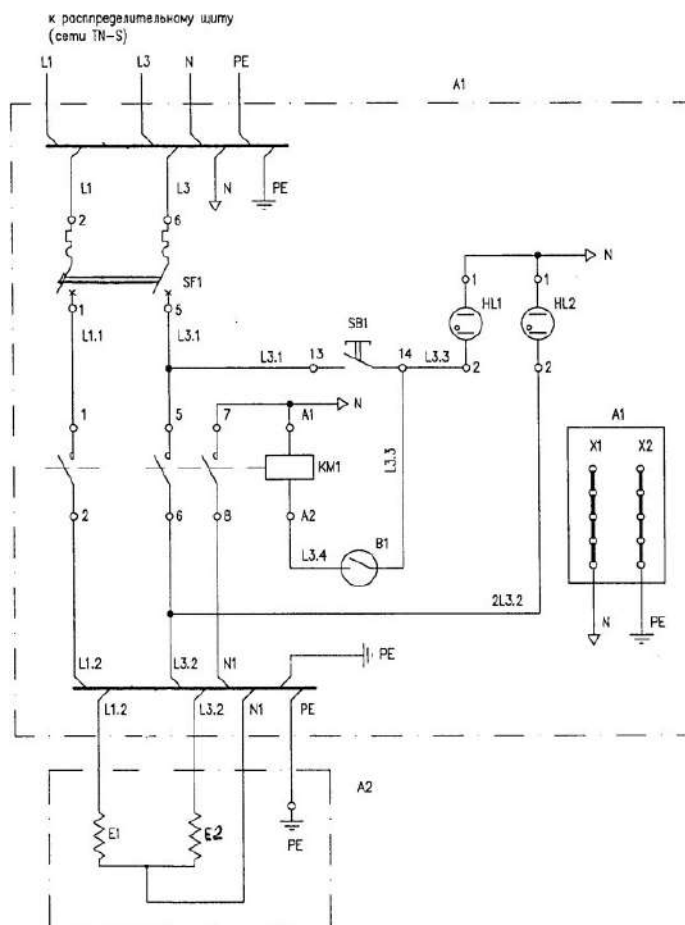 к распределительному щиту
(сети TN-S)
L1 L3 N PE
A1
L1 L3 N PE
2 6
SF1
1 5
L1.1 L3.1
1 1 N
HL1 HL2
SB1
L3.1 13 14 L3.3 2 2
1 5 7 A1 N
KM1
L3.3
A1
X1 X2
2 6 8 A2
L3.4 B1
2L3.2
N PE
PE
L1.2 L3.2 N1
L1.2 L3.2 N1 PE
A2
E1 E2
PE